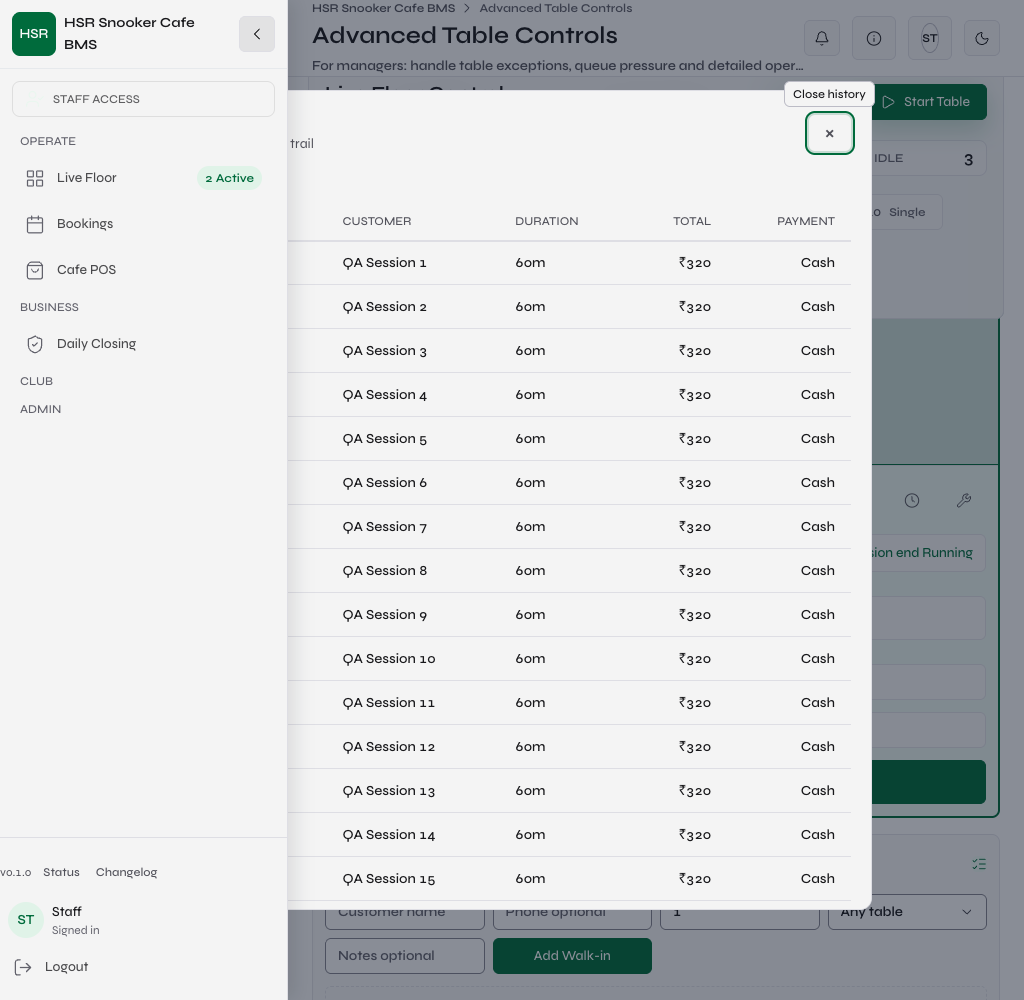 HSR
HSR Snooker Cafe
BMS
STAFF ACCESS
OPERATE
Live Floor
2 Active
Bookings
Cafe POS
BUSINESS
Daily Closing
CLUB
ADMIN
v0.1.0 Status Changelog
ST
Staff
Signed in
Logout
HSR Snooker Cafe BMS > Advanced Table Controls
Advanced Table Controls
For managers: handle table exceptions, queue pressure and detailed oper...
ST
Close history
Start Table
IDLE 3
Single
trail
×
CUSTOMER DURATION TOTAL PAYMENT
QA Session 1 60m ₹320 Cash
QA Session 2 60m ₹320 Cash
QA Session 3 60m ₹320 Cash
QA Session 4 60m ₹320 Cash
QA Session 5 60m ₹320 Cash
QA Session 6 60m ₹320 Cash
QA Session 7 60m ₹320 Cash
QA Session 8 60m ₹320 Cash
QA Session 9 60m ₹320 Cash
QA Session 10 60m ₹320 Cash
QA Session 11 60m ₹320 Cash
QA Session 12 60m ₹320 Cash
QA Session 13 60m ₹320 Cash
QA Session 14 60m ₹320 Cash
QA Session 15 60m ₹320 Cash
end Running
Customer name Phone optional 1 Any table
Notes optional Add Walk-in